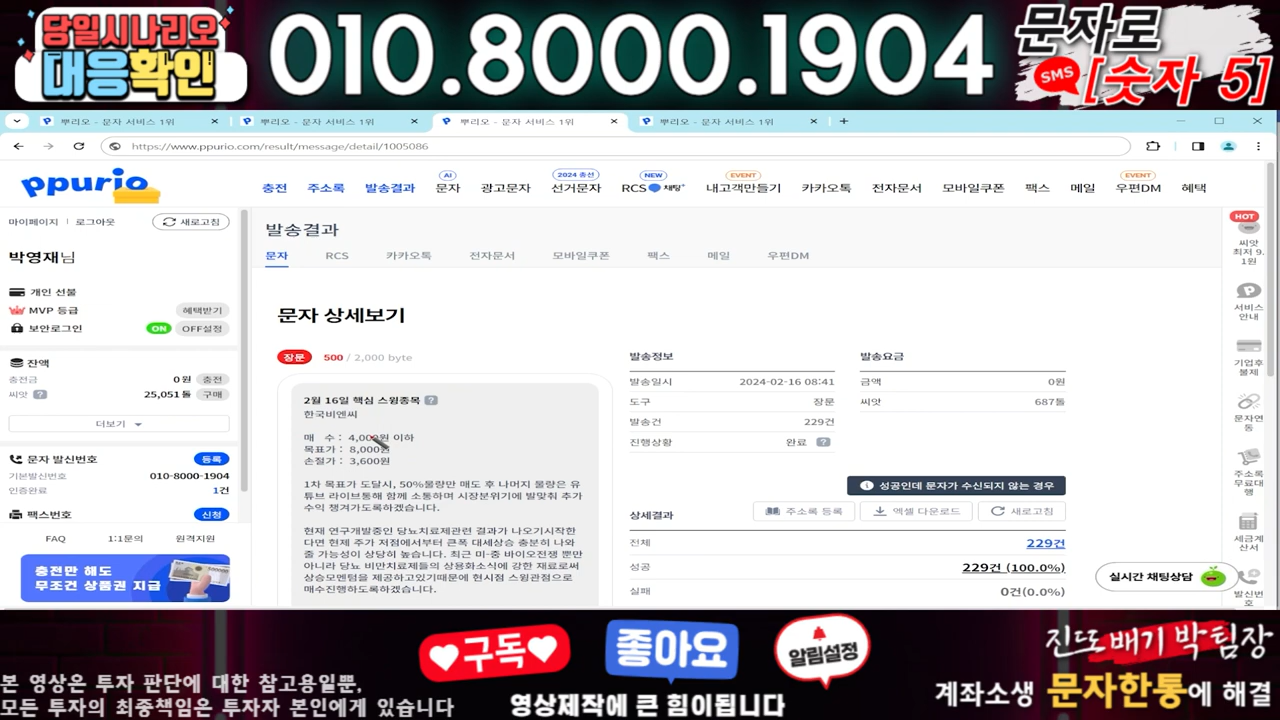 당일시나리오
대응확인
010.8000.1904
문자로
SMS
[숫자 5]
뿌리오 - 문자 서비스 1위
뿌리오 - 문자 서비스 1위
뿌리오 - 문자 서비스 1위
뿌리오 - 문자 서비스 1위
https://www.ppurio.com/result/message/detail/1005086
ppurio
충전
주소록
발송결과
AI
문자
광고문자
2024 총선
선거문자
NEW
RCS 채팅+
EVENT
내고객만들기
카카오톡
전자문서
모바일쿠폰
팩스
메일
EVENT
우편DM
혜택
마이페이지 | 로그아웃
새로고침
박영재님
개인 선불
MVP 등급
혜택받기
보안로그인
ON
OFF설정
잔액
충전금
0원
충전
씨앗 ?
25,051톨
구매
더보기
문자 발신번호
등록
기본발신번호
010-8000-1904
인증완료
1건
팩스번호
신청
FAQ
1:1문의
원격지원
충전만 해도
무조건 상품권 지급
발송결과
문자
RCS
카카오톡
전자문서
모바일쿠폰
팩스
메일
우편DM
문자 상세보기
장문
500 / 2,000 byte
2월 16일 핵심 스윙종목 ?
한국비엔씨
매 수 : 4,000원 이하
목표가 : 8,000원
손절가 : 3,600원
1차 목표가 도달시, 50%물량만 매도 후 나머지 물량은 유
튜브 라이브통해 함께 소통하며 시장분위기에 발맞춰 추가
수익 챙겨가도록하겠습니다.
현재 연구개발중인 당뇨치료제관련 결과가 나오기시작한
다면 현재 주가 저점에서부터 큰폭 대세상승 충분히 나와
줄 가능성이 상당히 높습니다. 최근 미·중 바이오전쟁 뿐만
아니라 당뇨 비만치료제들의 상용화소식에 강한 재료로써
상승모멘텀을 제공하고있기때문에 현시점 스윙관점으로
매수진행하도록하겠습니다.
발송정보
발송일시
2024-02-16 08:41
도구
장문
발송건
229건
진행상황
완료 ?
발송요금
금액
0원
씨앗
687톨
성공인데 문자가 수신되지 않는 경우
상세결과
주소록 등록
엑셀 다운로드
새로고침
전체
229건
성공
229건 (100.0%)
실패
0건(0.0%)
HOT
씨앗
최저 9.
1원
서비스
안내
기업후
불제
문자연
동
주소록
무료대
행
세금계
산서
발신번
호
실시간 채팅상담
본 영상은 투자 판단에 대한 참고용일뿐,
모든 투자의 최종책임은 투자자 본인에게 있습니다
구독
좋아요
알림설정
영상제작에 큰 힘이됩니다
진또배기 박팀장
계좌소생 문자한통에 해결